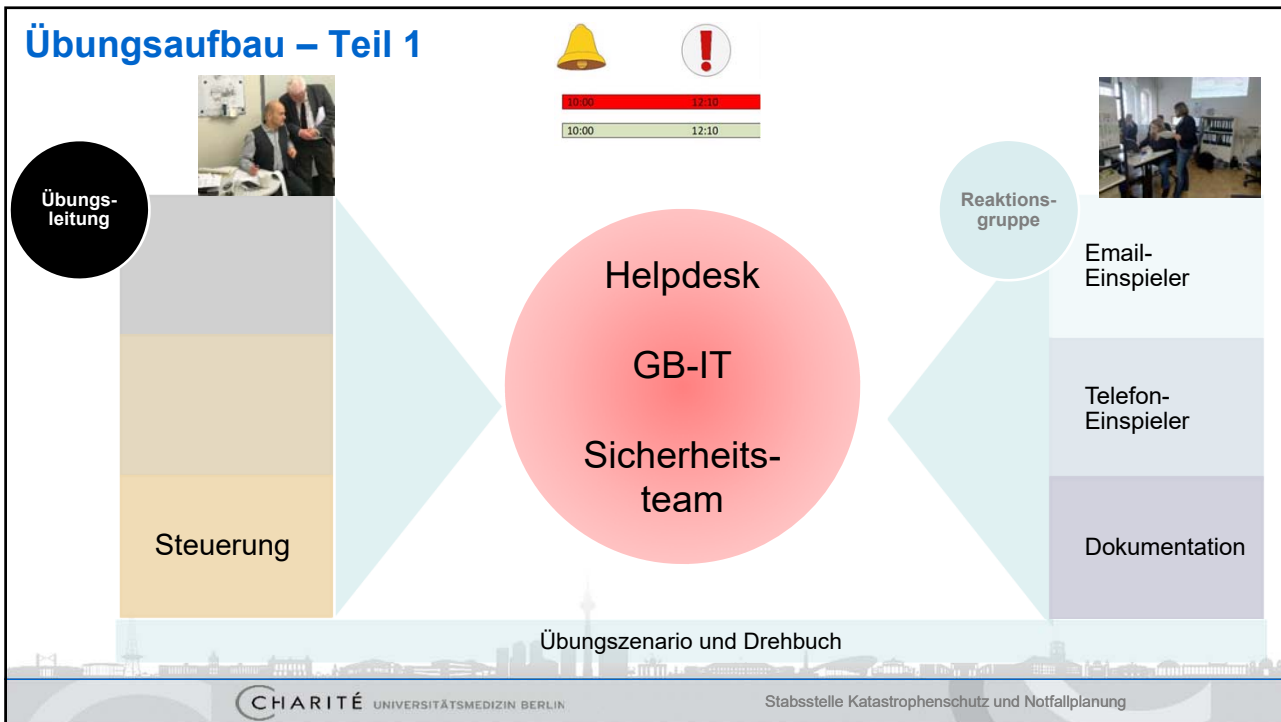 Übungsaufbau – Teil 1
10:00 12:10
10:00 12:10
Übungs-
leitung
Steuerung
Helpdesk
GB-IT
Sicherheits-
team
Reaktions-
gruppe
Email-
Einspieler
Telefon-
Einspieler
Dokumentation
Übungszenario und Drehbuch
CHARITÉ UNIVERSITÄTSMEDIZIN BERLIN
Stabsstelle Katastrophenschutz und Notfallplanung